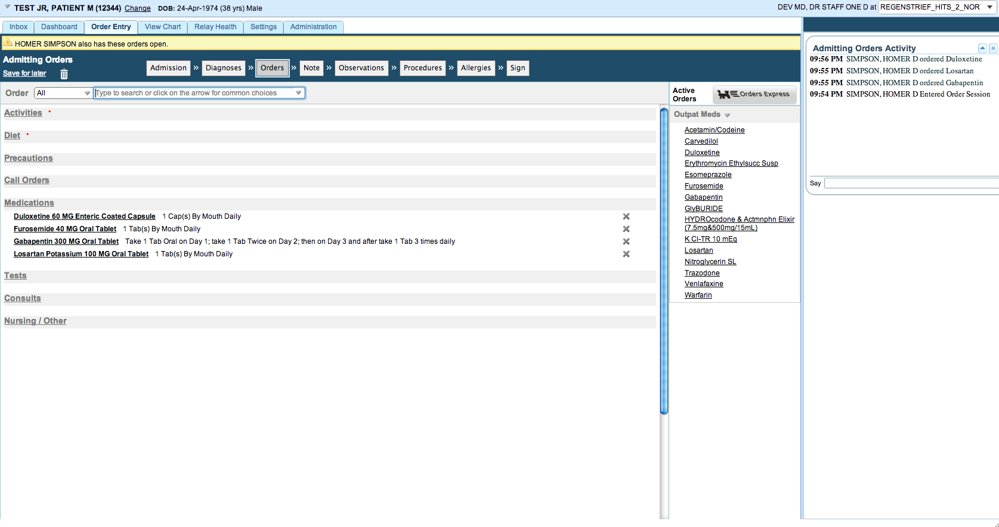 TEST JR, PATIENT M (12344) Change DOB: 24-Apr-1974 (38 yrs) Male
DEV MD, DR STAFF ONE D at REGENSTRIEF_HITS_2_NOR
Inbox Dashboard Order Entry View Chart Relay Health Settings Administration
HOMER SIMPSON also has these orders open.
Admitting Orders
Save for later
Admission » Diagnoses » Orders » Note » Observations » Procedures » Allergies » Sign
Order All Type to search or click on the arrow for common choices
Activities *
Diet *
Precautions
Call Orders
Medications
Duloxetine 60 MG Enteric Coated Capsule 1 Cap(s) By Mouth Daily
Furosemide 40 MG Oral Tablet 1 Tab(s) By Mouth Daily
Gabapentin 300 MG Oral Tablet Take 1 Tab Oral on Day 1; take 1 Tab Twice on Day 2; then on Day 3 and after take 1 Tab 3 times daily
Losartan Potassium 100 MG Oral Tablet 1 Tab(s) By Mouth Daily
Tests
Consults
Nursing / Other
Active
Orders
Orders Express
Outpat Meds
Acetamin/Codeine
Carvedilol
Duloxetine
Erythromycin Ethylsucc Susp
Esomeprazole
Furosemide
Gabapentin
GlyBURIDE
HYDROcodone & Actmnphn Elixir
(7.5mg&500mg/15mL)
K Cl-TR 10 mEq
Losartan
Nitroglycerin SL
Trazodone
Venlafaxine
Warfarin
Admitting Orders Activity
09:56 PM SIMPSON, HOMER D ordered Duloxetine
09:55 PM SIMPSON, HOMER D ordered Losartan
09:55 PM SIMPSON, HOMER D ordered Gabapentin
09:54 PM SIMPSON, HOMER D Entered Order Session
Say